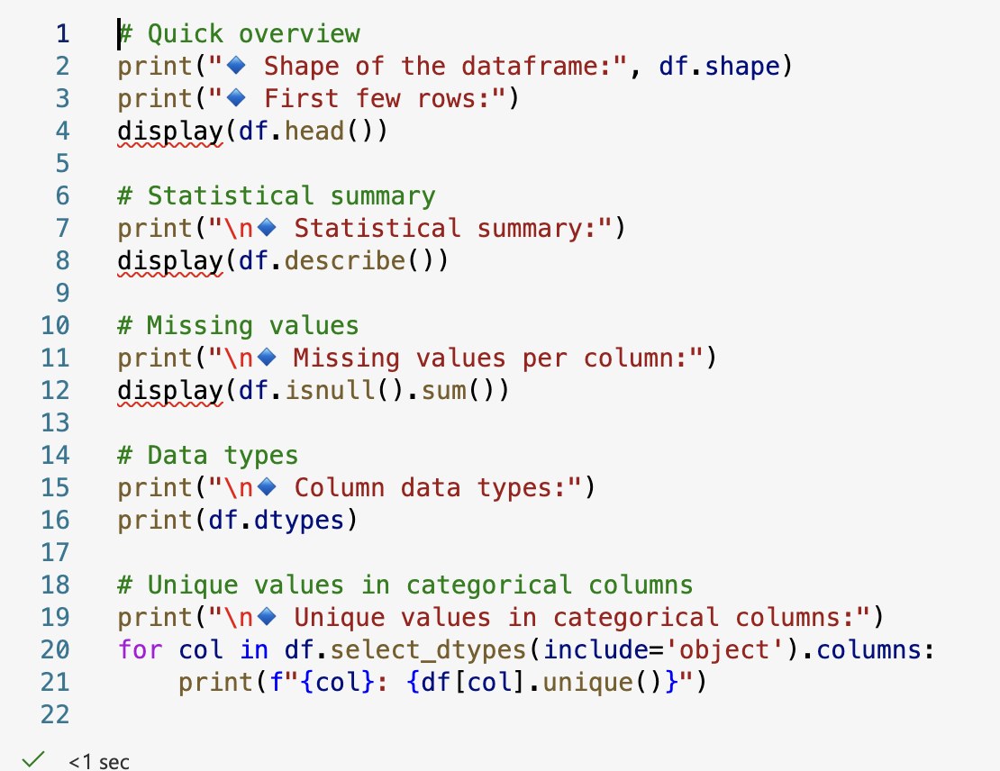 1 # Quick overview
2 print("🔹 Shape of the dataframe:", df.shape)
3 print("🔹 First few rows:")
4 display(df.head())
5
6 # Statistical summary
7 print("\n🔹 Statistical summary:")
8 display(df.describe())
9
10 # Missing values
11 print("\n🔹 Missing values per column:")
12 display(df.isnull().sum())
13
14 # Data types
15 print("\n🔹 Column data types:")
16 print(df.dtypes)
17
18 # Unique values in categorical columns
19 print("\n🔹 Unique values in categorical columns:")
20 for col in df.select_dtypes(include='object').columns:
21     print(f"{col}: {df[col].unique()}")
22
✓ <1 sec